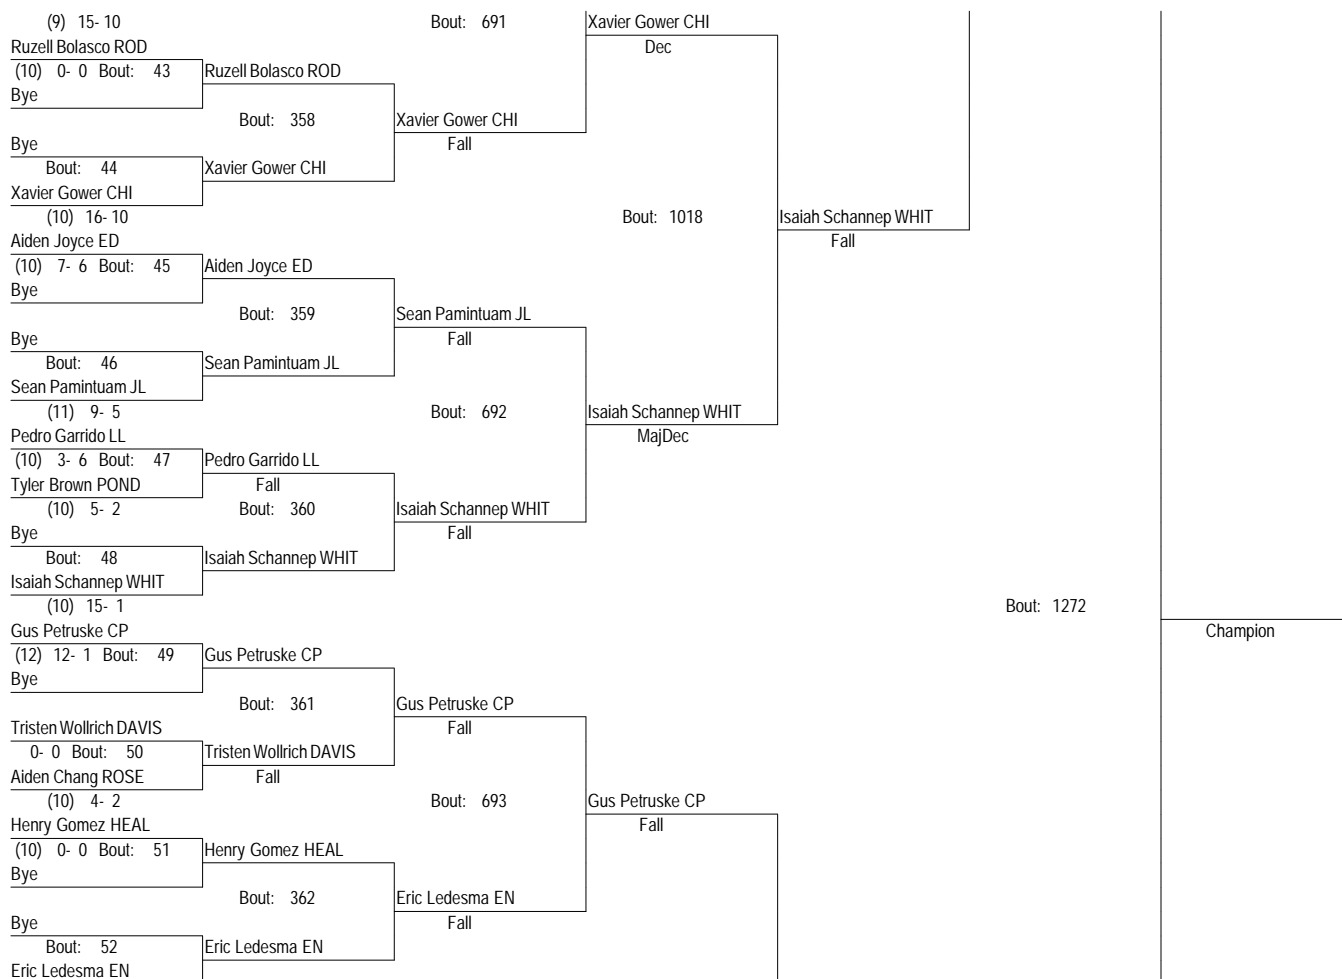 (9) 15- 10 Bout: 691 Xavier Gower CHI
Ruzell Bolasco ROD Dec
(10) 0- 0 Bout: 43 Ruzell Bolasco ROD
Bye
Bout: 358 Xavier Gower CHI
Bye Fall
Bout: 44 Xavier Gower CHI
Xavier Gower CHI
(10) 16- 10 Bout: 1018 Isaiah Schannep WHIT
Aiden Joyce ED Fall
(10) 7- 6 Bout: 45 Aiden Joyce ED
Bye
Bout: 359 Sean Pamintuam JL
Bye Fall
Bout: 46 Sean Pamintuam JL
Sean Pamintuam JL
(11) 9- 5 Bout: 692 Isaiah Schannep WHIT
Pedro Garrido LL MajDec
(10) 3- 6 Bout: 47 Pedro Garrido LL
Tyler Brown POND Fall
(10) 5- 2 Bout: 360 Isaiah Schannep WHIT
Bye Fall
Bout: 48 Isaiah Schannep WHIT
Isaiah Schannep WHIT
(10) 15- 1 Bout: 1272
Gus Petruske CP Champion
(12) 12- 1 Bout: 49 Gus Petruske CP
Bye
Bout: 361 Gus Petruske CP
Tristen Wollrich DAVIS Fall
0- 0 Bout: 50 Tristen Wollrich DAVIS
Aiden Chang ROSE Fall
(10) 4- 2 Bout: 693 Gus Petruske CP
Henry Gomez HEAL Fall
(10) 0- 0 Bout: 51 Henry Gomez HEAL
Bye
Bout: 362 Eric Ledesma EN
Bye Fall
Bout: 52 Eric Ledesma EN
Eric Ledesma EN